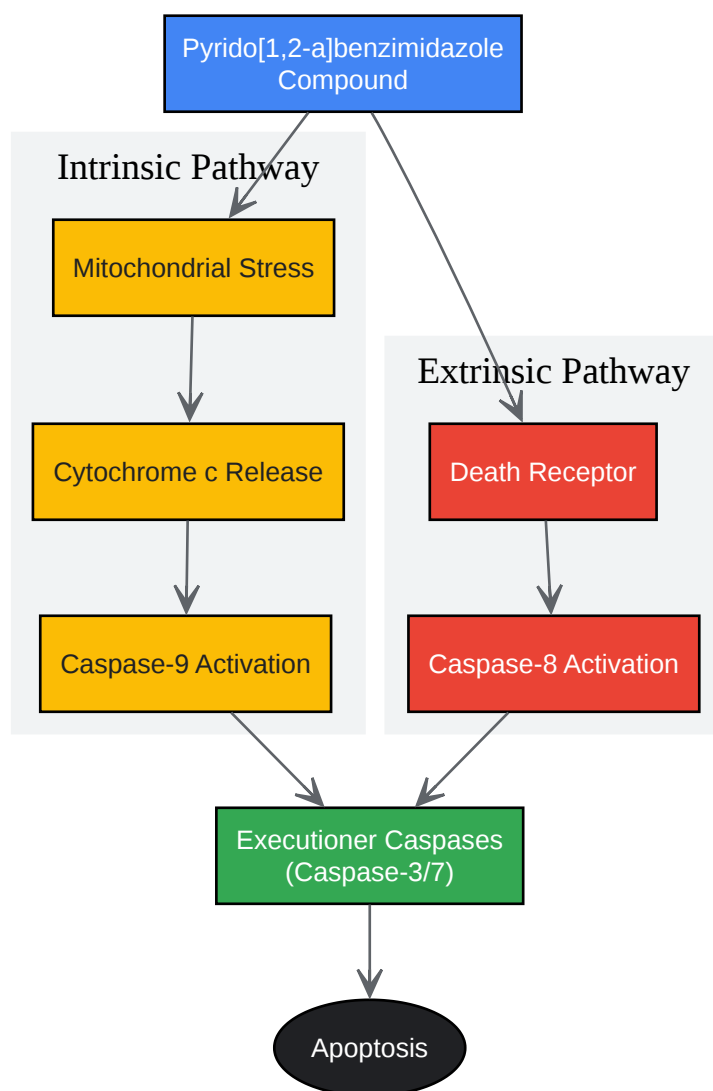 Pyrido[1,2-a]benzimidazole
Compound
Intrinsic Pathway
Mitochondrial Stress
Cytochrome c Release
Caspase-9 Activation
Extrinsic Pathway
Death Receptor
Caspase-8 Activation
Executioner Caspases
(Caspase-3/7)
Apoptosis